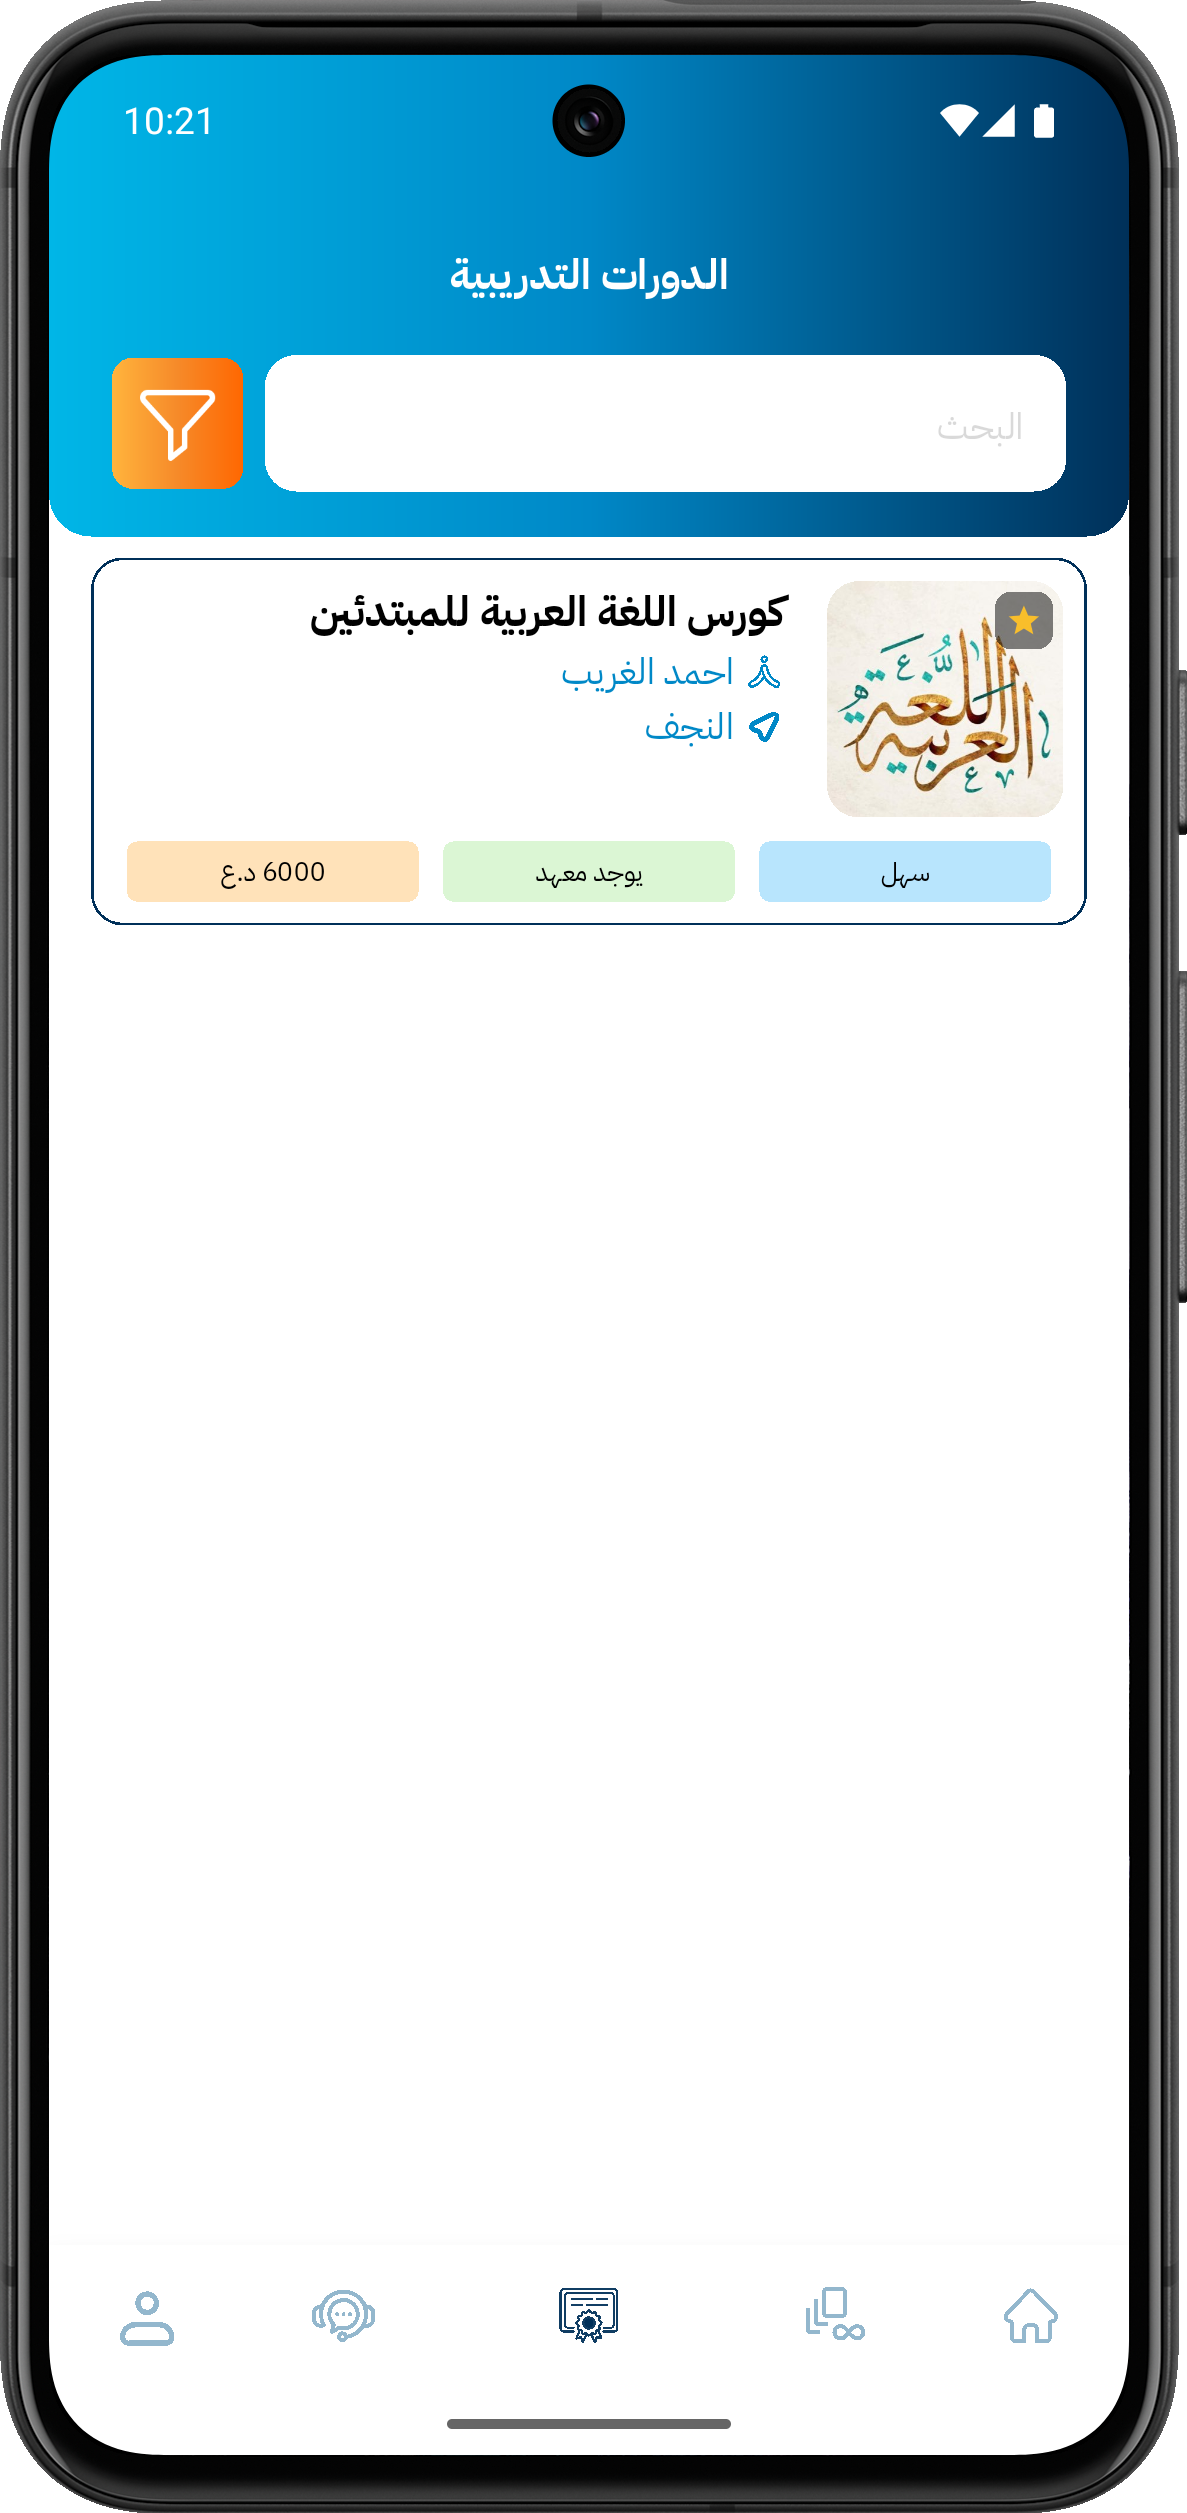 10:21
الدورات التدريبية
البحث
كورس اللغة العربية للمبتدئين
احمد الغريب
النجف
اللغة العربية
سهل
يوجد معهد
6000 د.ع